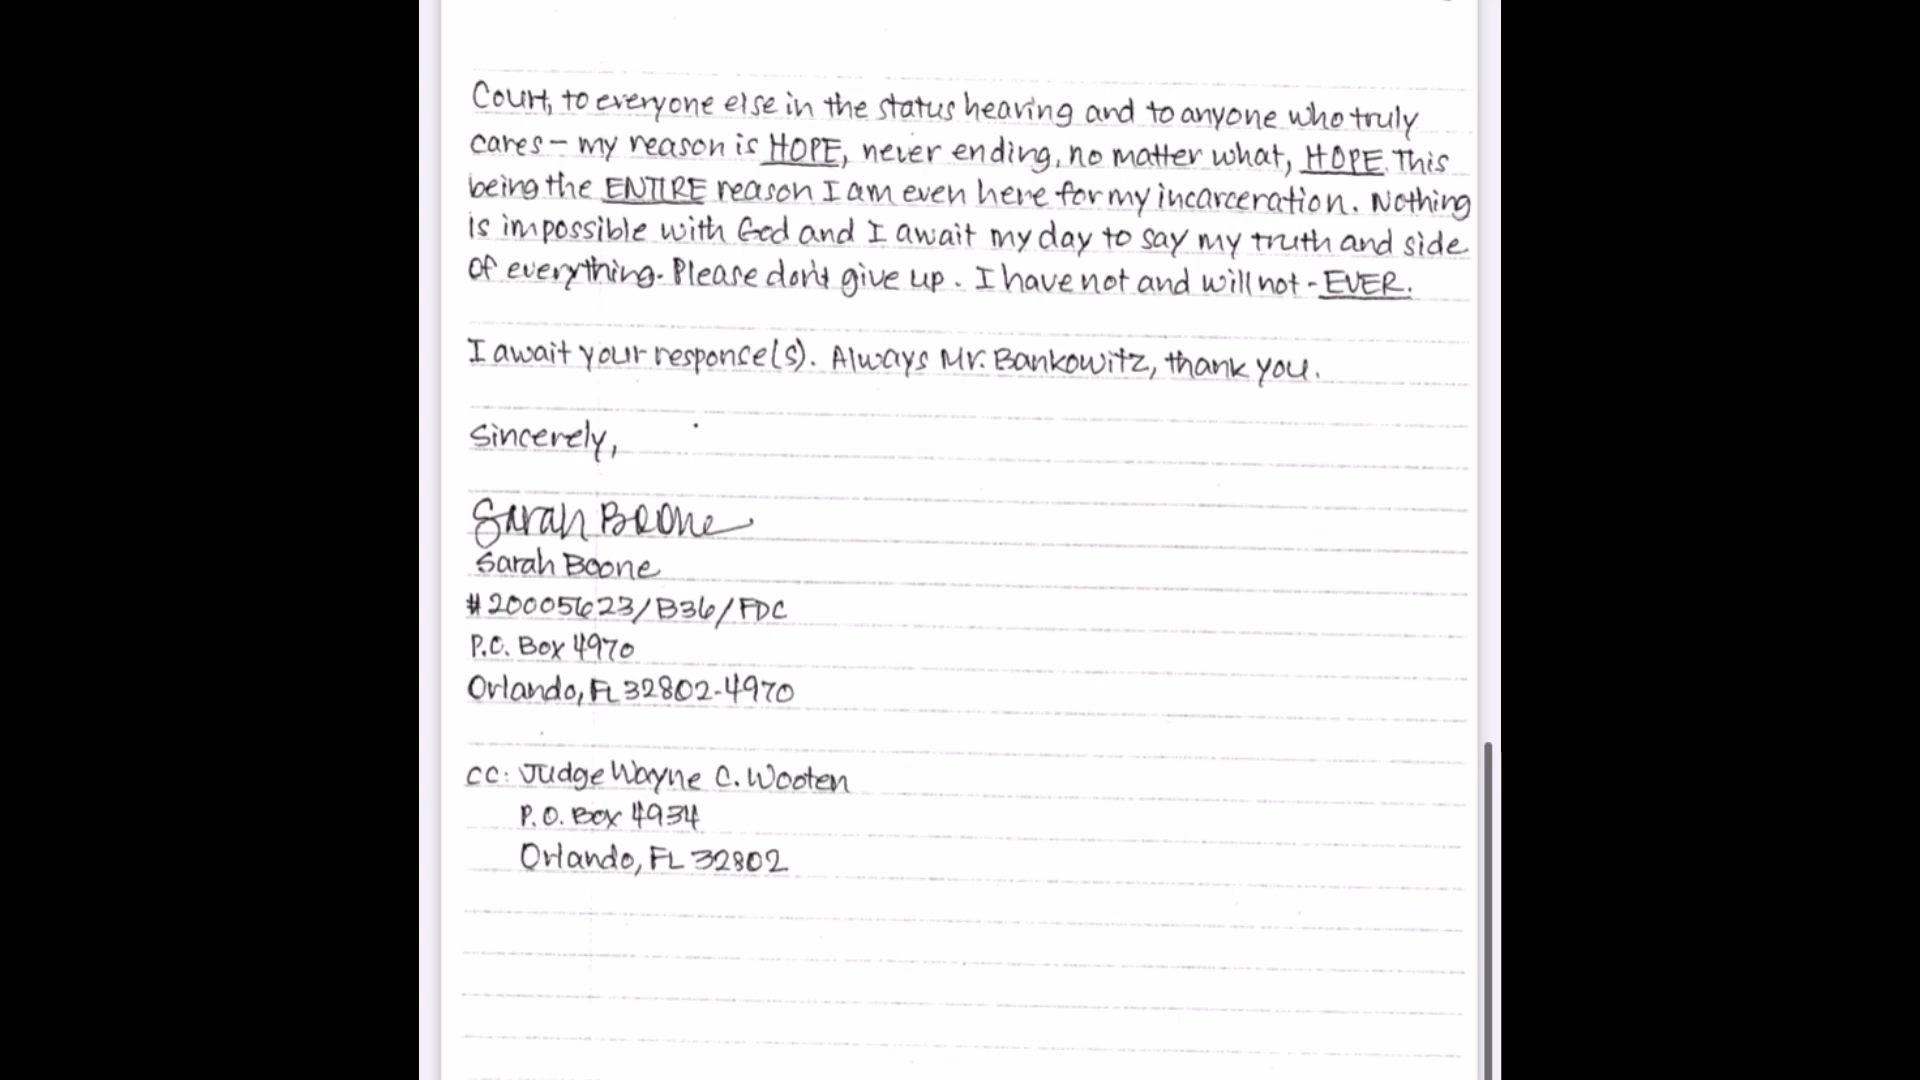 Court, to everyone else in the status hearing and to anyone who truly
cares - my reason is HOPE, never ending, no matter what, HOPE. This
being the ENTIRE reason I am even here for my incarceration. Nothing
is impossible with God and I await my day to say my truth and side
of everything. Please don't give up. I have not and will not - EVER.
I await your responce(s). Always Mr. Bankowitz, thank you.
Sincerely,
Sarah Boone
Sarah Boone
#20005623/B36/FDC
P.O. Box 4970
Orlando, FL 32802-4970
cc: Judge Wayne C. Wooten
P.O. Box 4934
Orlando, FL 32802